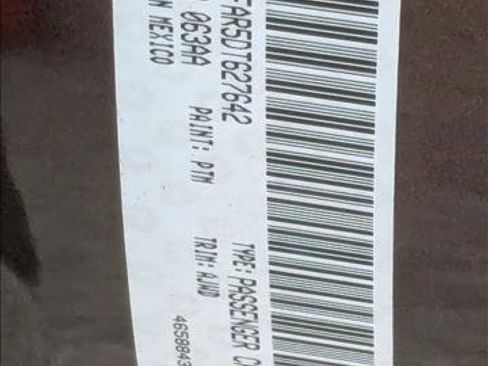 FAR5DT627642
TYPE: PASSENGER C
063AA
PAINT: PTM
TRIM: AJWD
N MEXICO
4658843